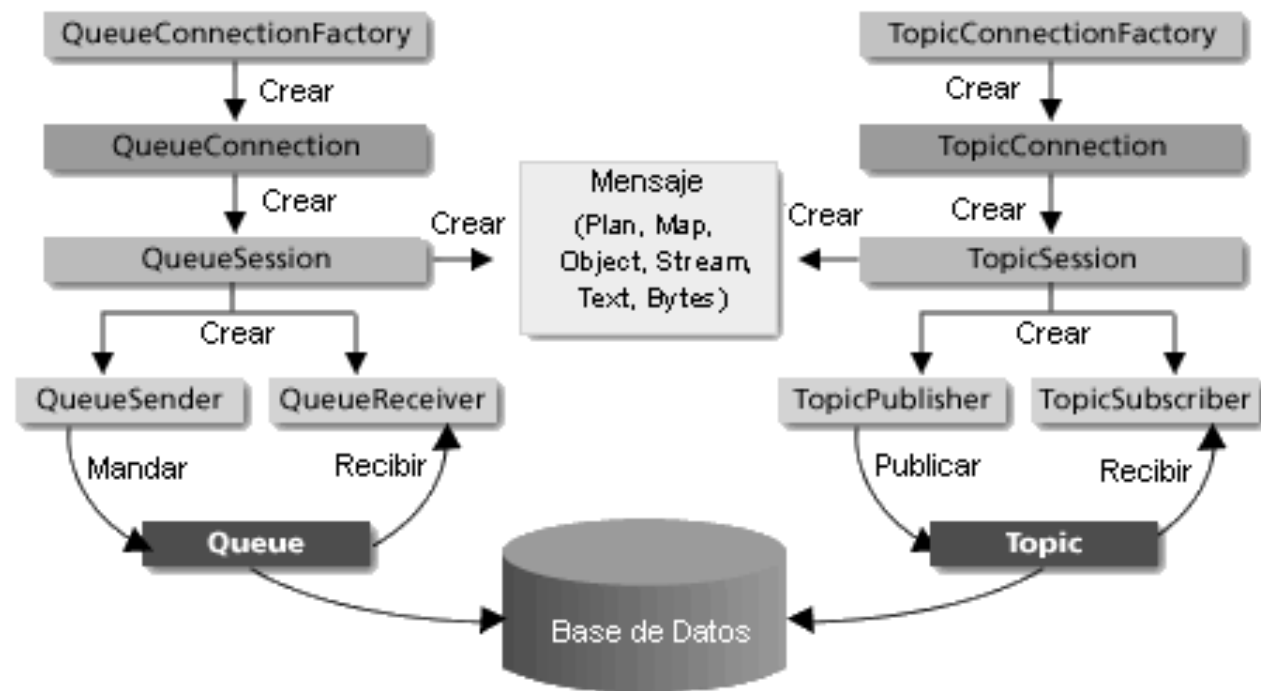 QueueConnectionFactory
TopicConnectionFactory
Crear
Crear
QueueConnection
TopicConnection
Crear
Crear
Mensaje
(Plan, Map,
Object, Stream,
Text, Bytes)
Crear
Crear
QueueSession
TopicSession
Crear
Crear
QueueSender
QueueReceiver
TopicPublisher
TopicSubscriber
Mandar
Recibir
Publicar
Recibir
Queue
Topic
Base de Datos